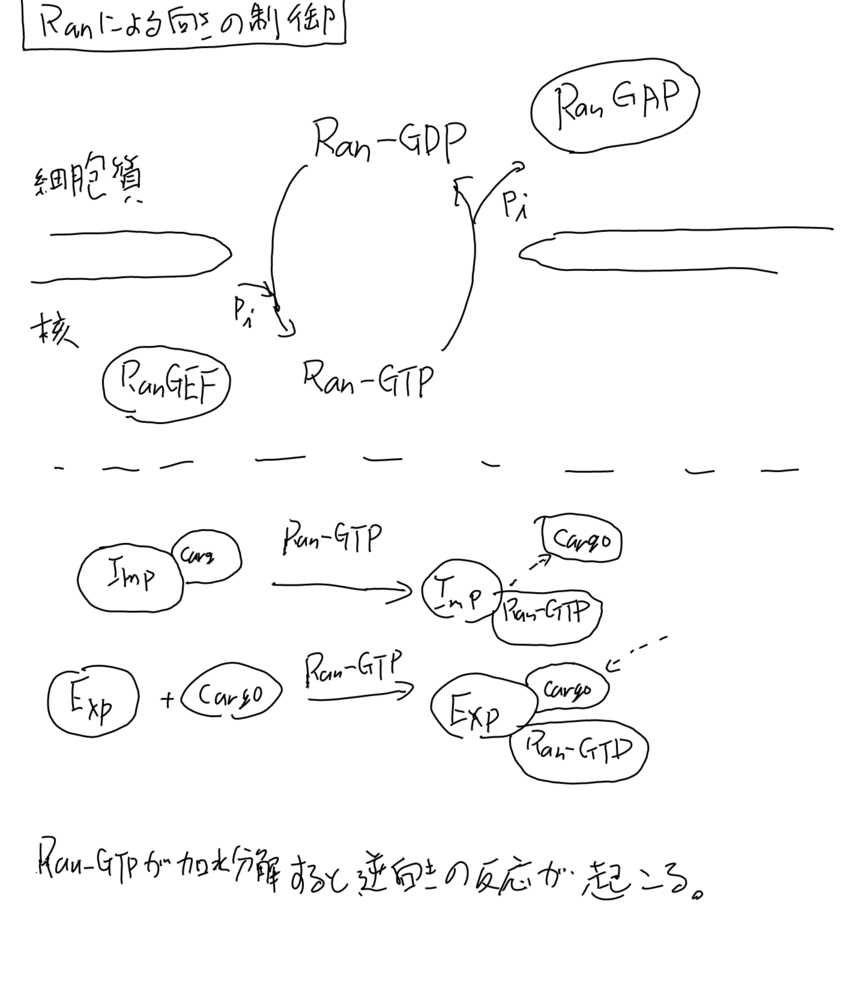 Ranによる向きの制御
Ran GAP
Ran-GDP
細胞質
Pi
Pi
核
RanGEF
Ran-GTP
Imp
Carg
Ran-GTP
Imp
Cargo
Ran-GTP
Exp
+
Cargo
Ran-GTP
Exp
Cargo
Ran-GTP
Ran-GTPが加水分解すると逆向きの反応が起こる。